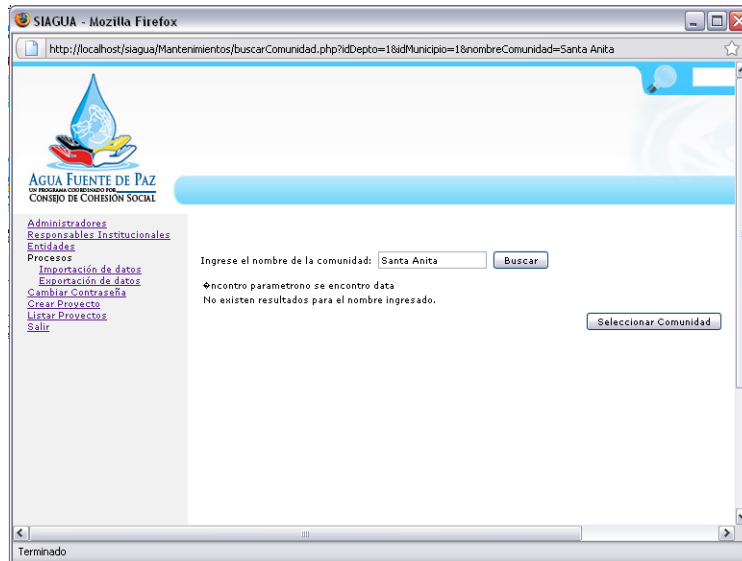 SIAGUA - Mozilla Firefox
http://localhost/siagua/Mantenimientos/buscarComunidad.php?idDepto=1&idMunicipio=1&nombreComunidad=Santa Anita
AGUA FUENTE DE PAZ
UN PROGRAMA COORDINADO POR
CONSEJO DE COHESIÓN SOCIAL
Administradores
Responsables Institucionales
Entidades
Procesos
Importación de datos
Exportación de datos
Cambiar Contraseña
Crear Proyecto
Listar Proyectos
Salir
Ingrese el nombre de la comunidad: Santa Anita Buscar
�ncontro parametrono se encontro data
No existen resultados para el nombre ingresado.
Seleccionar Comunidad
Terminado